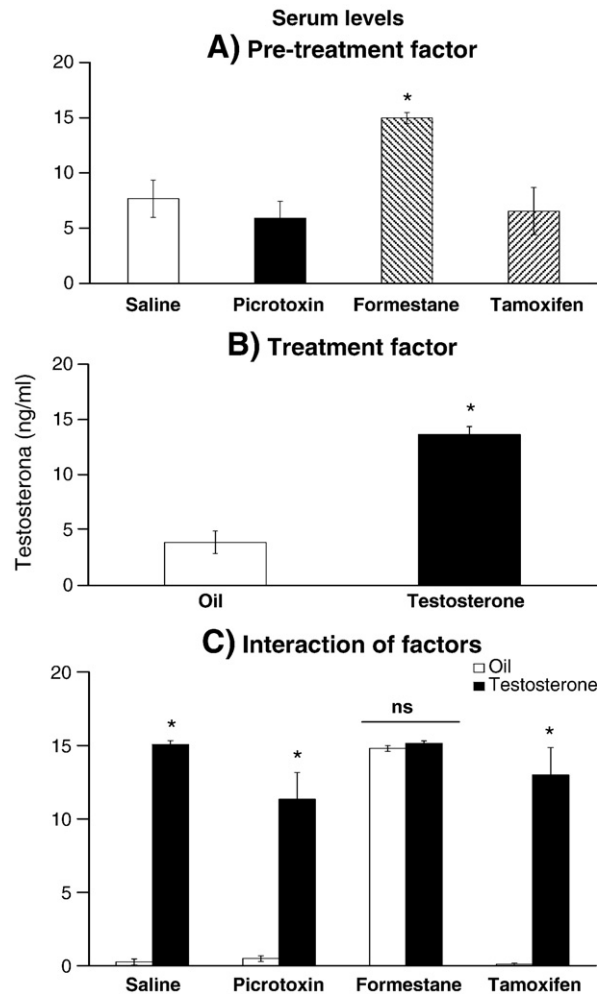 Serum levels
A) Pre-treatment factor
20
15
10
5
0
*
Saline Picrotoxin Formestane Tamoxifen
B) Treatment factor
20
15
10
5
0
*
Oil Testosterone
Testosterona (ng/ml)
C) Interaction of factors
Oil
Testosterone
20
15
10
5
0
*
*
ns
*
Saline Picrotoxin Formestane Tamoxifen